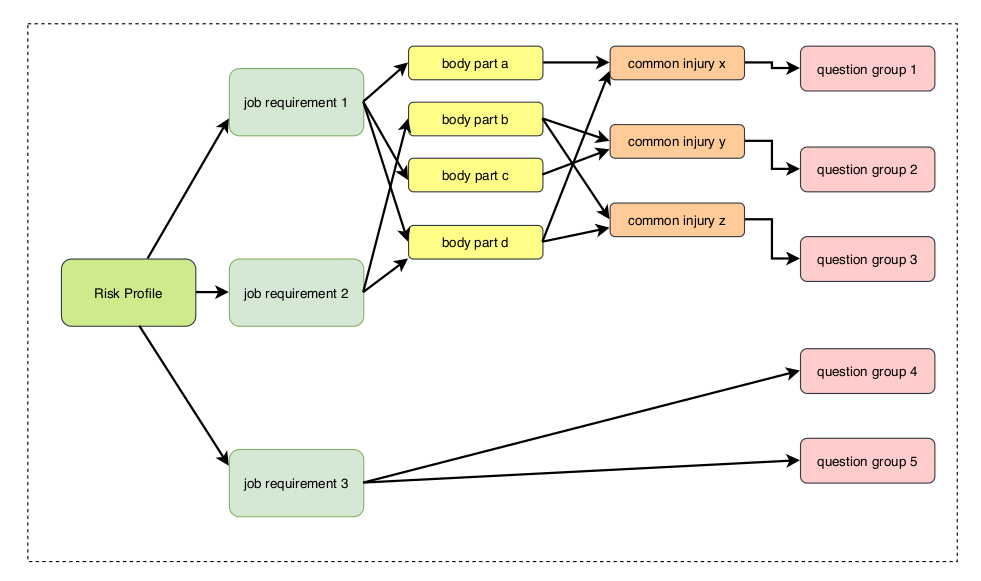 body part a
common injury x
question group 1
job requirement 1
body part b
common injury y
question group 2
body part c
common injury z
body part d
question group 3
Risk Profile
job requirement 2
question group 4
question group 5
job requirement 3